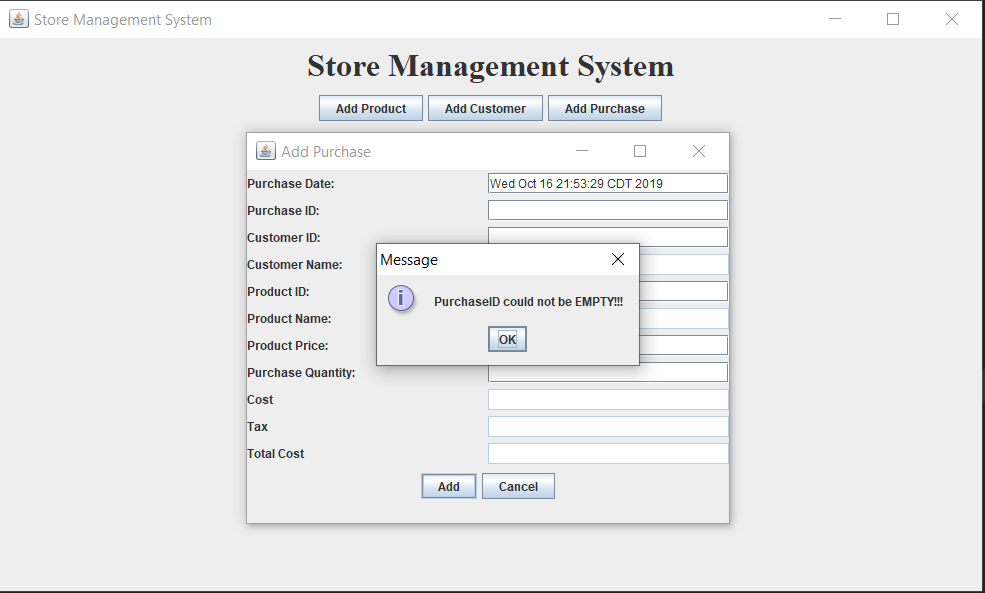 Store Management System
Store Management System
Add Product Add Customer Add Purchase
Add Purchase
Purchase Date: Wed Oct 16 21:53:29 CDT 2019
Purchase ID:
Customer ID:
Message
Customer Name:
Product ID:
PurchaseID could not be EMPTY!!!
Product Name:
OK
Product Price:
Purchase Quantity:
Cost
Tax
Total Cost
Add Cancel